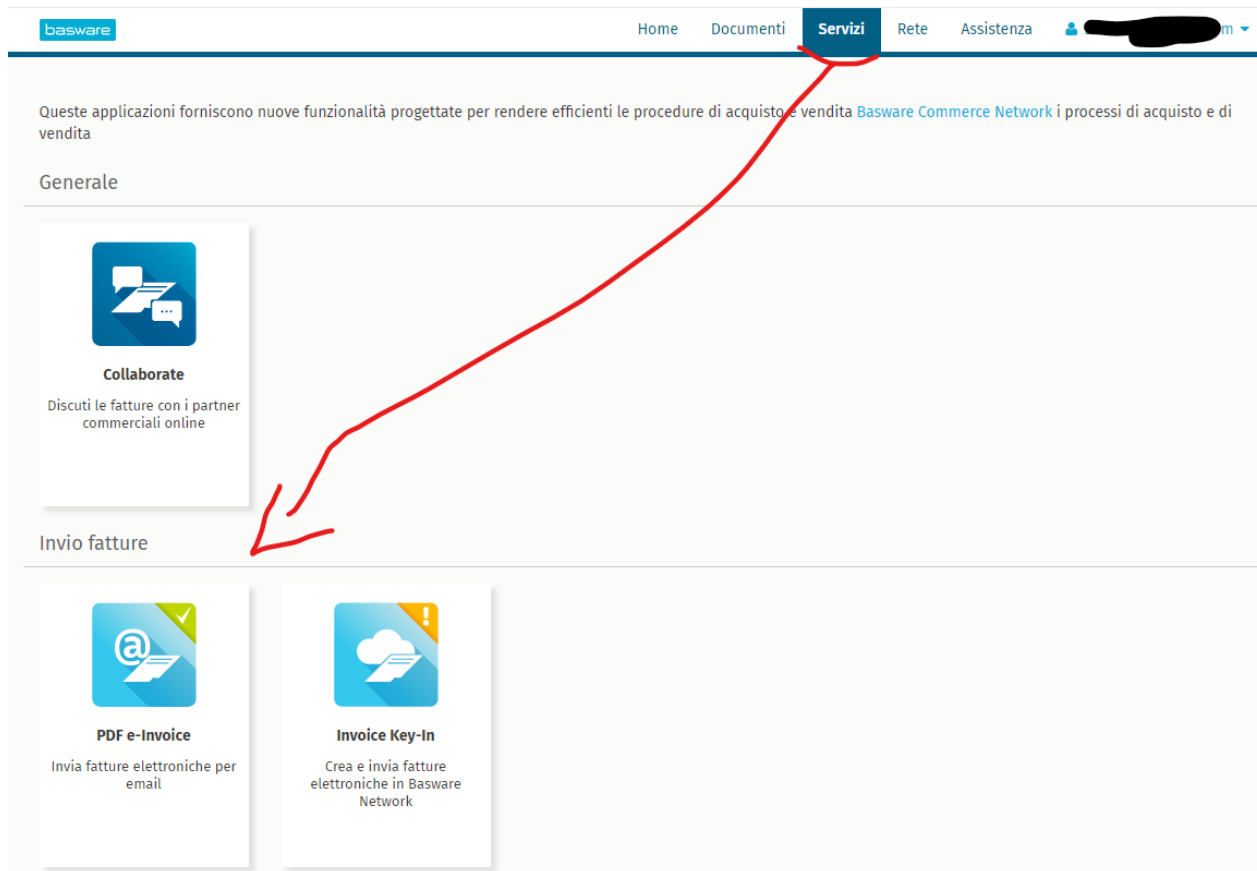 basware
Home Documenti Servizi Rete Assistenza m
Queste applicazioni forniscono nuove funzionalità progettate per rendere efficienti le procedure di acquisto e vendita Basware Commerce Network i processi di acquisto e di
vendita
Generale
Collaborate
Discuti le fatture con i partner
commerciali online
Invio fatture
PDF e-Invoice
Invia fatture elettroniche per
email
Invoice Key-In
Crea e invia fatture
elettroniche in Basware
Network